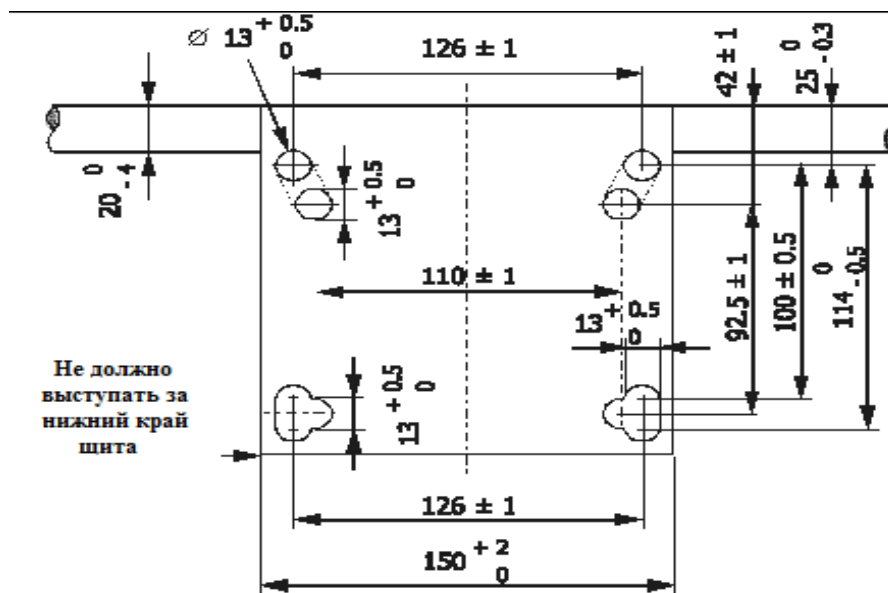 Ø 13 + 0.5
0
126 ± 1
42 ± 1
0
25 - 0.3
0
20 - 4
+ 0.5
13 0
110 ± 1
13 + 0.5
0
92.5 ± 1
100 ± 0.5
0
114 - 0.5
Не должно
выступать за
нижний край
щита
+ 0.5
13 0
126 ± 1
150 + 2
0